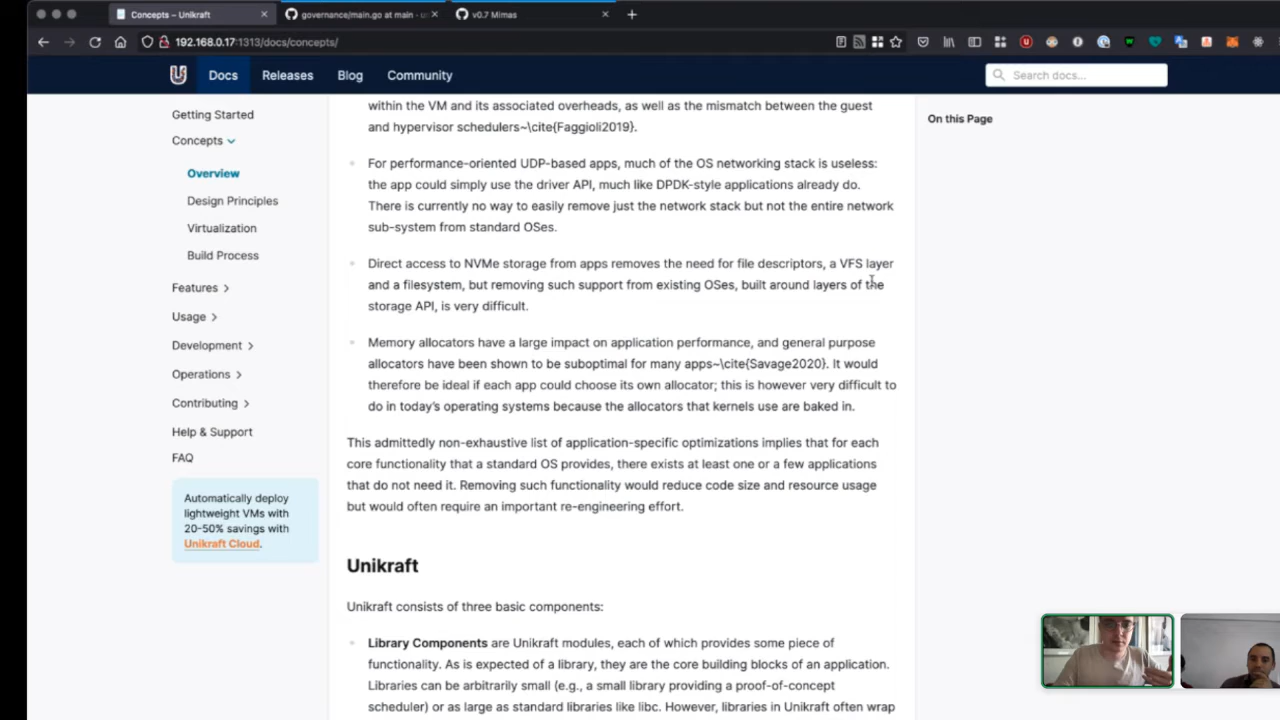 Concepts – Unikraft
governance/main.go at main · u
v0.7 Mimas
192.168.0.17:1313/docs/concepts/
Docs
Releases
Blog
Community
Search docs...
Getting Started
Concepts
Overview
Design Principles
Virtualization
Build Process
Features
Usage
Development
Operations
Contributing
Help & Support
FAQ
Automatically deploy
lightweight VMs with
20-50% savings with
Unikraft Cloud.
within the VM and its associated overheads, as well as the mismatch between the guest
and hypervisor schedulers~\cite{Faggioli2019}.
For performance-oriented UDP-based apps, much of the OS networking stack is useless:
the app could simply use the driver API, much like DPDK-style applications already do.
There is currently no way to easily remove just the network stack but not the entire network
sub-system from standard OSes.
Direct access to NVMe storage from apps removes the need for file descriptors, a VFS layer
and a filesystem, but removing such support from existing OSes, built around layers of the
storage API, is very difficult.
Memory allocators have a large impact on application performance, and general purpose
allocators have been shown to be suboptimal for many apps~\cite{Savage2020}. It would
therefore be ideal if each app could choose its own allocator; this is however very difficult to
do in today's operating systems because the allocators that kernels use are baked in.
This admittedly non-exhaustive list of application-specific optimizations implies that for each
core functionality that a standard OS provides, there exists at least one or a few applications
that do not need it. Removing such functionality would reduce code size and resource usage
but would often require an important re-engineering effort.
Unikraft
Unikraft consists of three basic components:
Library Components are Unikraft modules, each of which provides some piece of
functionality. As is expected of a library, they are the core building blocks of an application.
Libraries can be arbitrarily small (e.g., a small library providing a proof-of-concept
scheduler) or as large as standard libraries like libc. However, libraries in Unikraft often wrap
On this Page